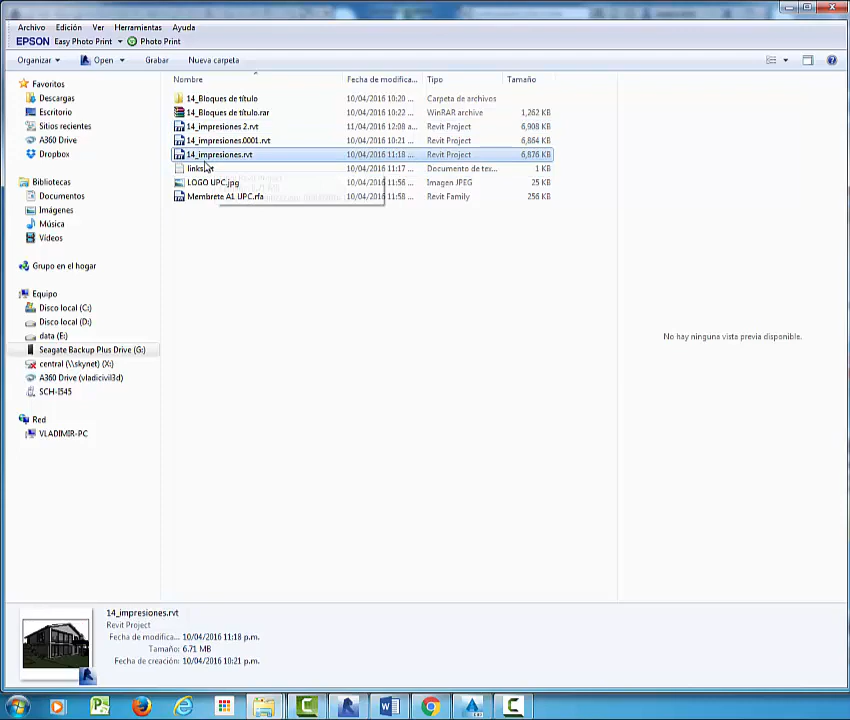 Archivo Edición Ver Herramientas Ayuda
EPSON Easy Photo Print Photo Print
Organizar Open Grabar Nueva carpeta
Nombre Fecha de modifica... Tipo Tamaño
14_Bloques de título 10/04/2016 10:20 ... Carpeta de archivos
14_Bloques de título.rar 10/04/2016 10:22 ... WinRAR archive 1,262 KB
14_impresiones 2.rvt 11/04/2016 12:08 a... Revit Project 6,908 KB
14_impresiones.0001.rvt 10/04/2016 10:21 ... Revit Project 6,864 KB
14_impresiones.rvt 10/04/2016 11:18 ... Revit Project 6,876 KB
10/04/2016 11:17 ... Documento de tex... 1 KB
LOGO UPC.jpg 10/04/2016 11:56 ... Imagen JPEG 25 KB
Membrete A1 UPC.rfa 10/04/2016 11:58 ... Revit Family 256 KB
Favoritos
Descargas
Escritorio
Sitios recientes
A360 Drive
Dropbox
Bibliotecas
Documentos
Imágenes
Música
Vídeos
Grupo en el hogar
Equipo
Disco local (C:)
Disco local (D:)
data (E:)
Seagate Backup Plus Drive (G:)
central (\\skynet) (X:)
A360 Drive (vladicivil3d)
SCH-I545
Red
VLADIMIR-PC
No hay ninguna vista previa disponible.
14_impresiones.rvt
Revit Project
Fecha de modifica... 10/04/2016 11:18 p.m.
Tamaño: 6.71 MB
Fecha de creación: 10/04/2016 10:21 p.m.